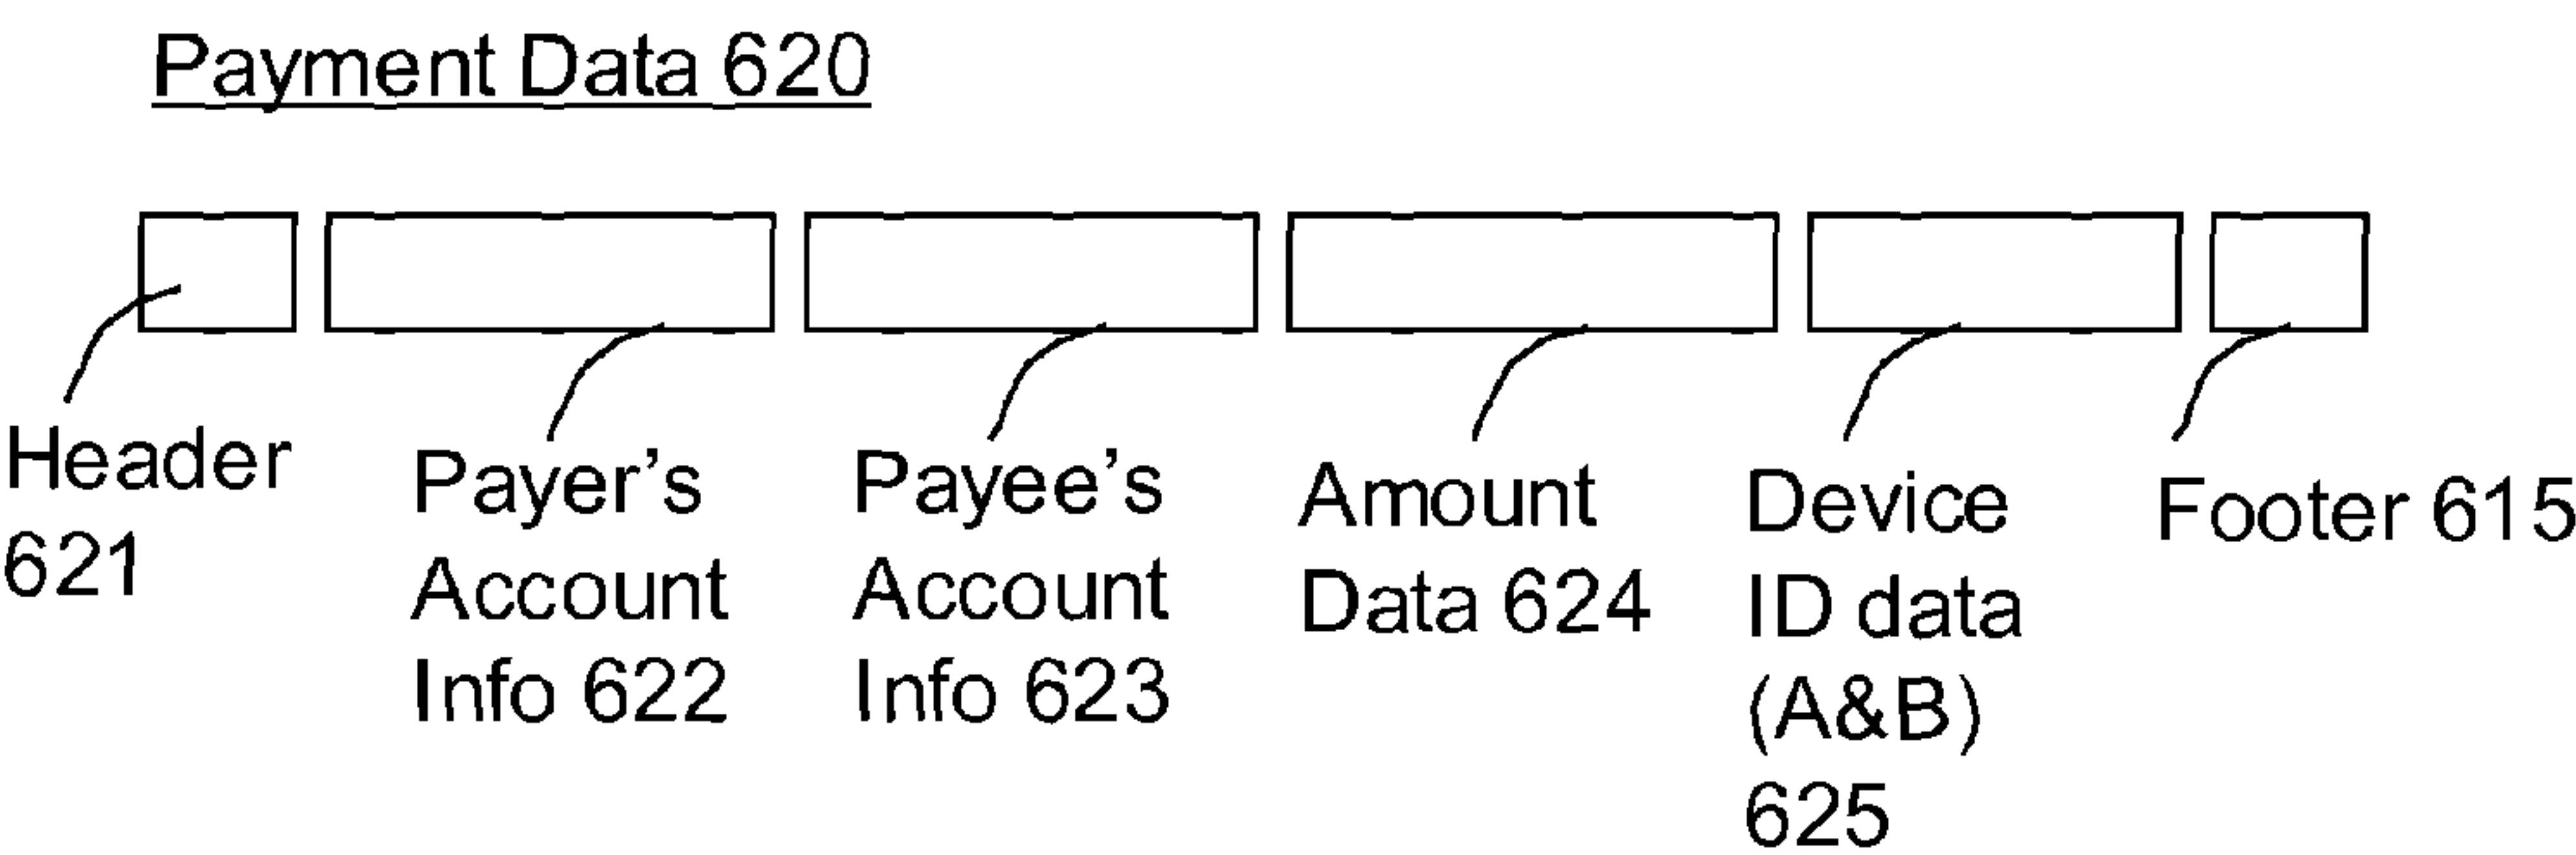 Payment Data 620
Header
621
Payer’s
Account
Info 622
Payee’s
Account
Info 623
Amount
Data 624
Device
ID data
(A&B)
625
Footer 615